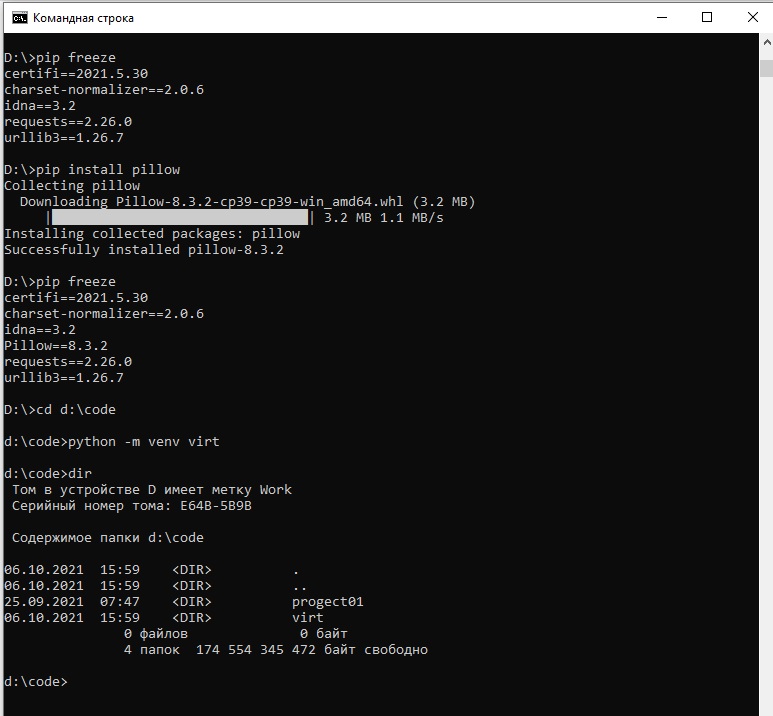 Командная строка
D:\>pip freeze
certifi==2021.5.30
charset-normalizer==2.0.6
idna==3.2
requests==2.26.0
urllib3==1.26.7
D:\>pip install pillow
Collecting pillow
Downloading Pillow-8.3.2-cp39-cp39-win_amd64.whl (3.2 MB)
| | 3.2 MB 1.1 MB/s
Installing collected packages: pillow
Successfully installed pillow-8.3.2
D:\>pip freeze
certifi==2021.5.30
charset-normalizer==2.0.6
idna==3.2
Pillow==8.3.2
requests==2.26.0
urllib3==1.26.7
D:\>cd d:\code
d:\code>python -m venv virt
d:\code>dir
Том в устройстве D имеет метку Work
Серийный номер тома: E64B-5B9B
Содержимое папки d:\code
06.10.2021  15:59    <DIR>          .
06.10.2021  15:59    <DIR>          ..
25.09.2021  07:47    <DIR>          progect01
06.10.2021  15:59    <DIR>          virt
0 файлов              0 байт
4 папок  174 554 345 472 байт свободно
d:\code>